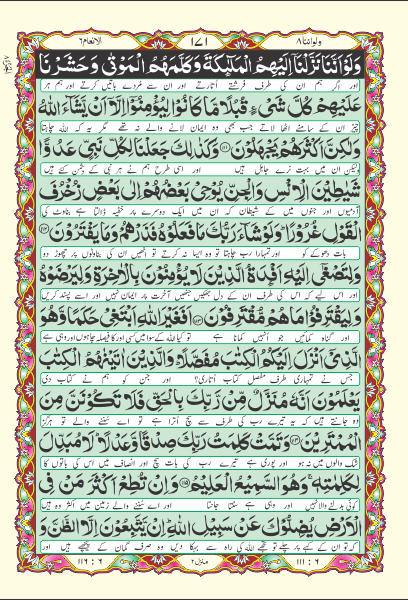 ولواننا ۸ ۱۷۱ الانعام ۶
وَلَوْ اَنَّنَا نَزَّلْنَاۤ اِلَيْهِمُ الْمَلٰٓئِكَةَ وَكَلَّمَهُمُ الْمَوْتٰى وَحَشَرْنَا
اور اگر ہم ان کی طرف فرشتے اتارتے اور ان سے مردے باتیں کرتے اور ہم ہر
عَلَيْهِمْ كُلَّ شَيْءٍ قُبُلًا مَّا كَانُوْا لِيُؤْمِنُوْۤا اِلَّاۤ اَنْ يَّشَآءَ اللّٰهُ
چیز ان کے سامنے اٹھا لاتے جب بھی وہ ایمان لانے والے نہ تھے مگر یہ کہ اللہ چاہتا
وَلٰكِنَّ اَكْثَرَهُمْ يَجْهَلُوْنَ ﴿۱۱۱﴾ وَكَذٰلِكَ جَعَلْنَا لِكُلِّ نَبِيٍّ عَدُوًّا
لیکن ان میں بہت نرے جاہل ہیں اور اسی طرح ہم نے ہر نبی کے دشمن کئے ہیں
شَيٰطِيْنَ الْاِنْسِ وَالْجِنِّ يُوْحِيْ بَعْضُهُمْ اِلٰى بَعْضٍ زُخْرُفَ
آدمیوں اور جنوں میں کے شیطان کہ ان میں ایک دوسرے پر خفیہ ڈالتا ہے بناوٹ کی
الْقَوْلِ غُرُوْرًا ؕ وَلَوْ شَآءَ رَبُّكَ مَا فَعَلُوْهُ فَذَرْهُمْ وَمَا يَفْتَرُوْنَ ﴿۱۱۲﴾
بات دھوکے کو اور تمہارا رب چاہتا تو وہ ایسا نہ کرتے تو انھیں ان کی بناوٹوں پر چھوڑ دو
وَلِتَصْغٰۤى اِلَيْهِ اَفْـِٕدَةُ الَّذِيْنَ لَا يُؤْمِنُوْنَ بِالْاٰخِرَةِ وَلِيَرْضَوْهُ
اور اس لیے کہ اس کی طرف ان کے دل جھکیں جنھیں آخرت پر ایمان نہیں اور اسے پسند کریں
وَلِيَقْتَرِفُوْا مَا هُمْ مُّقْتَرِفُوْنَ ﴿۱۱۳﴾ اَفَغَيْرَ اللّٰهِ اَبْتَغِيْ حَكَمًا وَّهُوَ
اور گناہ کمائیں جو انہیں کمانا ہے تو کیا اللہ کے سوا میں کسی اور کا فیصلہ چاہوں اور وہی ہے
الَّذِيْۤ اَنْزَلَ اِلَيْكُمُ الْكِتٰبَ مُفَصَّلًا ؕ وَالَّذِيْنَ اٰتَيْنٰهُمُ الْكِتٰبَ
جس نے تمہاری طرف مفصل کتاب اتاری؟ اور جن کو ہم نے کتاب دی
يَعْلَمُوْنَ اَنَّهٗ مُنَزَّلٌ مِّنْ رَّبِّكَ بِالْحَقِّ فَلَا تَكُوْنَنَّ مِنَ
وہ جانتے ہیں کہ یہ تیرے رب کی طرف سے سچ اترا ہے تو اے سننے والے تو ہرگز
الْمُمْتَرِيْنَ ﴿۱۱۴﴾ وَتَمَّتْ كَلِمَتُ رَبِّكَ صِدْقًا وَّعَدْلًا ؕ لَا مُبَدِّلَ
شک والوں میں نہ ہو اور پوری ہے تیرے رب کی بات سچ اور انصاف میں اس کی باتوں کا
لِكَلِمٰتِهٖ ۚ وَهُوَ السَّمِيْعُ الْعَلِيْمُ ﴿۱۱۵﴾ وَاِنْ تُطِعْ اَكْثَرَ مَنْ فِي
کوئی بدلنے والا نہیں اور وہی ہے سنتا جانتا اور اے سننے والے زمین میں اکثر وہ ہیں
الْاَرْضِ يُضِلُّوْكَ عَنْ سَبِيْلِ اللّٰهِ ؕ اِنْ يَّتَّبِعُوْنَ اِلَّا الظَّنَّ وَ
کہ تو ان کے کہے پر چلے تو تجھے اللہ کی راہ سے بہکا دیں وہ صرف گمان کے پیچھے ہیں اور
۱۱۱ : ۶ منزل ۲ ۱۱۶ : ۶